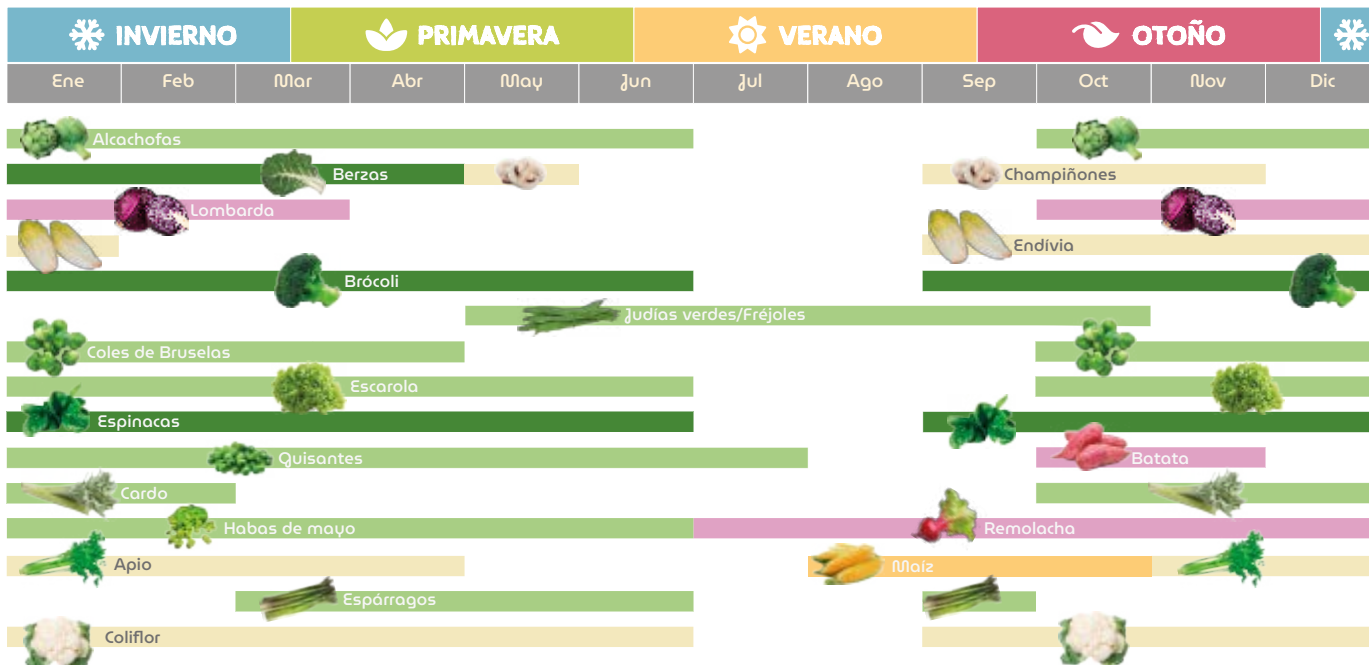 INVIERNO PRIMAVERA VERANO OTOÑO
Ene Feb Mar Abr May Jun Jul Ago Sep Oct Nov Dic
Alcachofas
Berzas Champiñones
Lombarda
Endívia
Brócoli
Judías verdes/Fréjoles
Coles de Bruselas
Escarola
Espinacas
Guisantes Batata
Cardo
Habas de mayo Remolacha
Apio Maíz
Espárragos
Coliflor